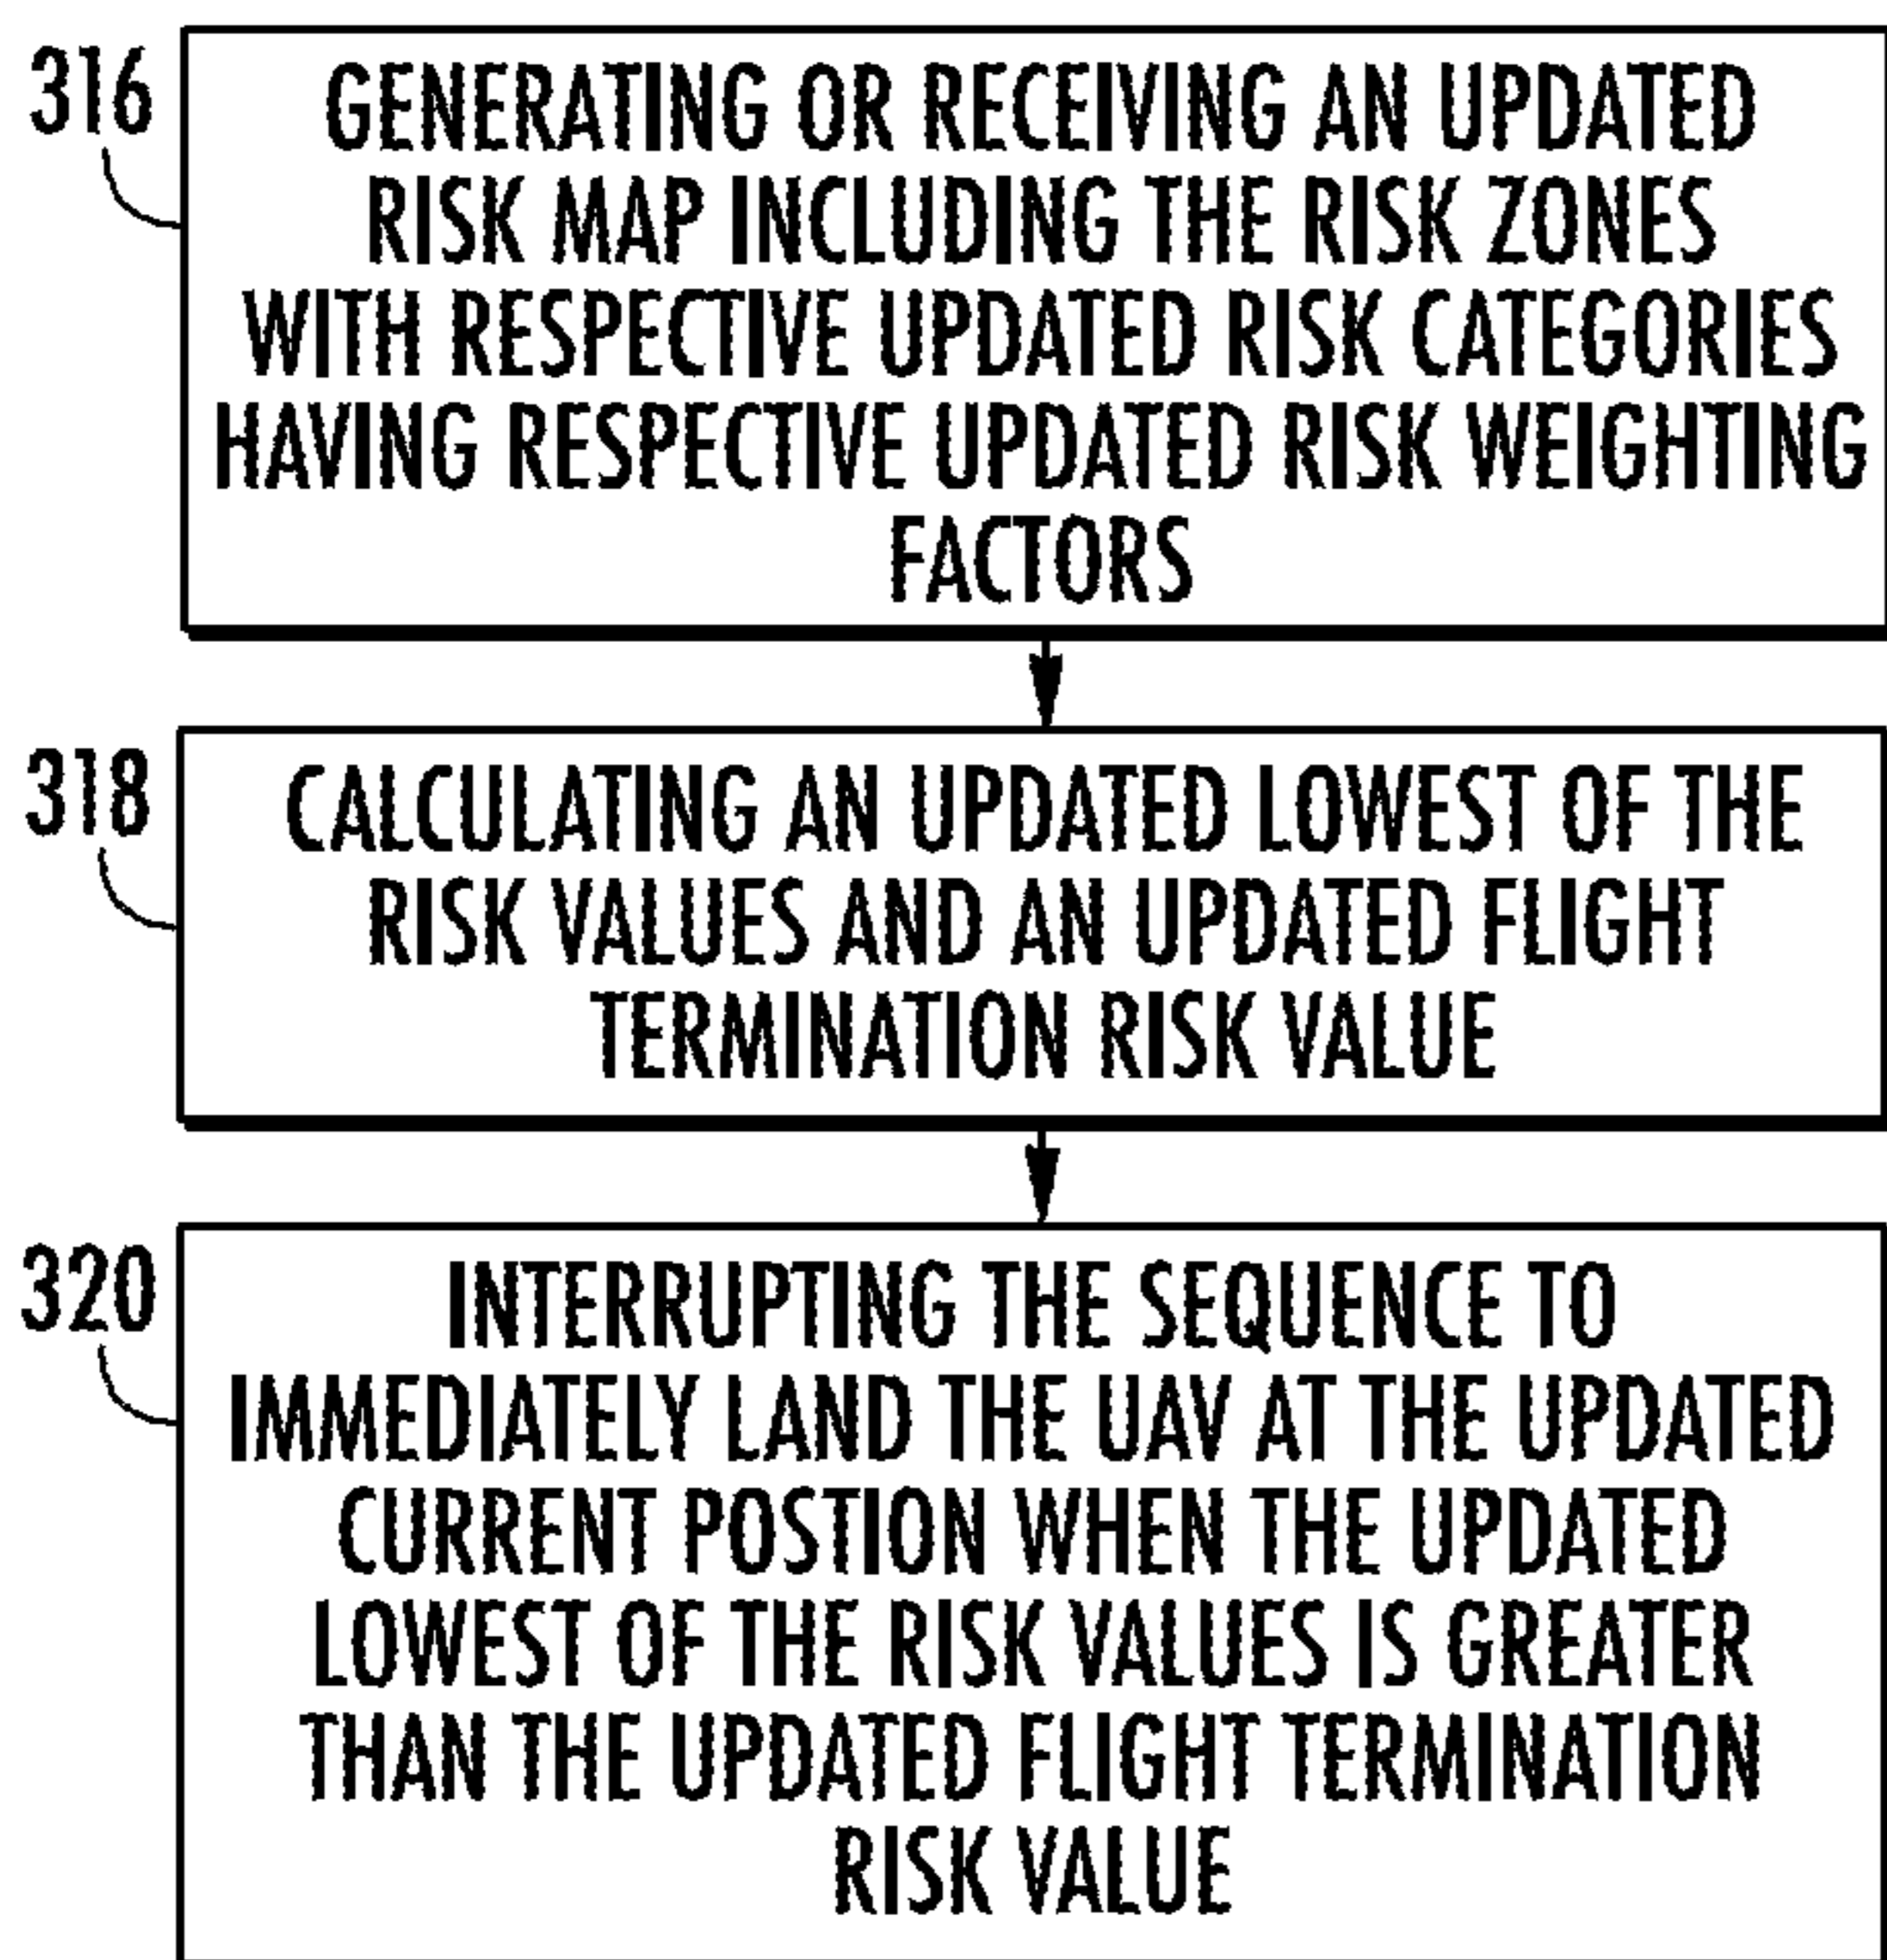 316
GENERATING OR RECEIVING AN UPDATED
RISK MAP INCLUDING THE RISK ZONES
WITH RESPECTIVE UPDATED RISK CATEGORIES
HAVING RESPECTIVE UPDATED RISK WEIGHTING
FACTORS
318
CALCULATING AN UPDATED LOWEST OF THE
RISK VALUES AND AN UPDATED FLIGHT
TERMINATION RISK VALUE
320
INTERRUPTING THE SEQUENCE TO
IMMEDIATELY LAND THE UAV AT THE UPDATED
CURRENT POSTION WHEN THE UPDATED
LOWEST OF THE RISK VALUES IS GREATER
THAN THE UPDATED FLIGHT TERMINATION
RISK VALUE